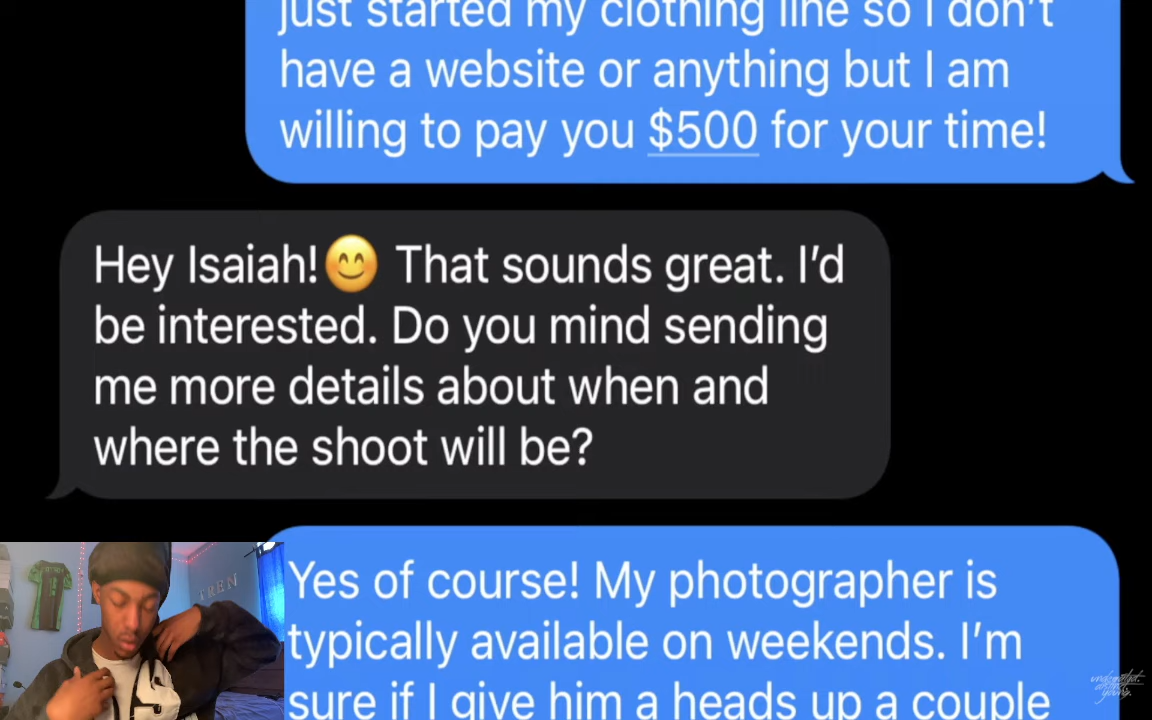 just started my clothing line so I don't
have a website or anything but I am
willing to pay you $500 for your time!
Hey Isaiah!😊 That sounds great. I'd
be interested. Do you mind sending
me more details about when and
where the shoot will be?
Yes of course! My photographer is
typically available on weekends. I'm
sure if I give him a heads up a couple
TREN
15